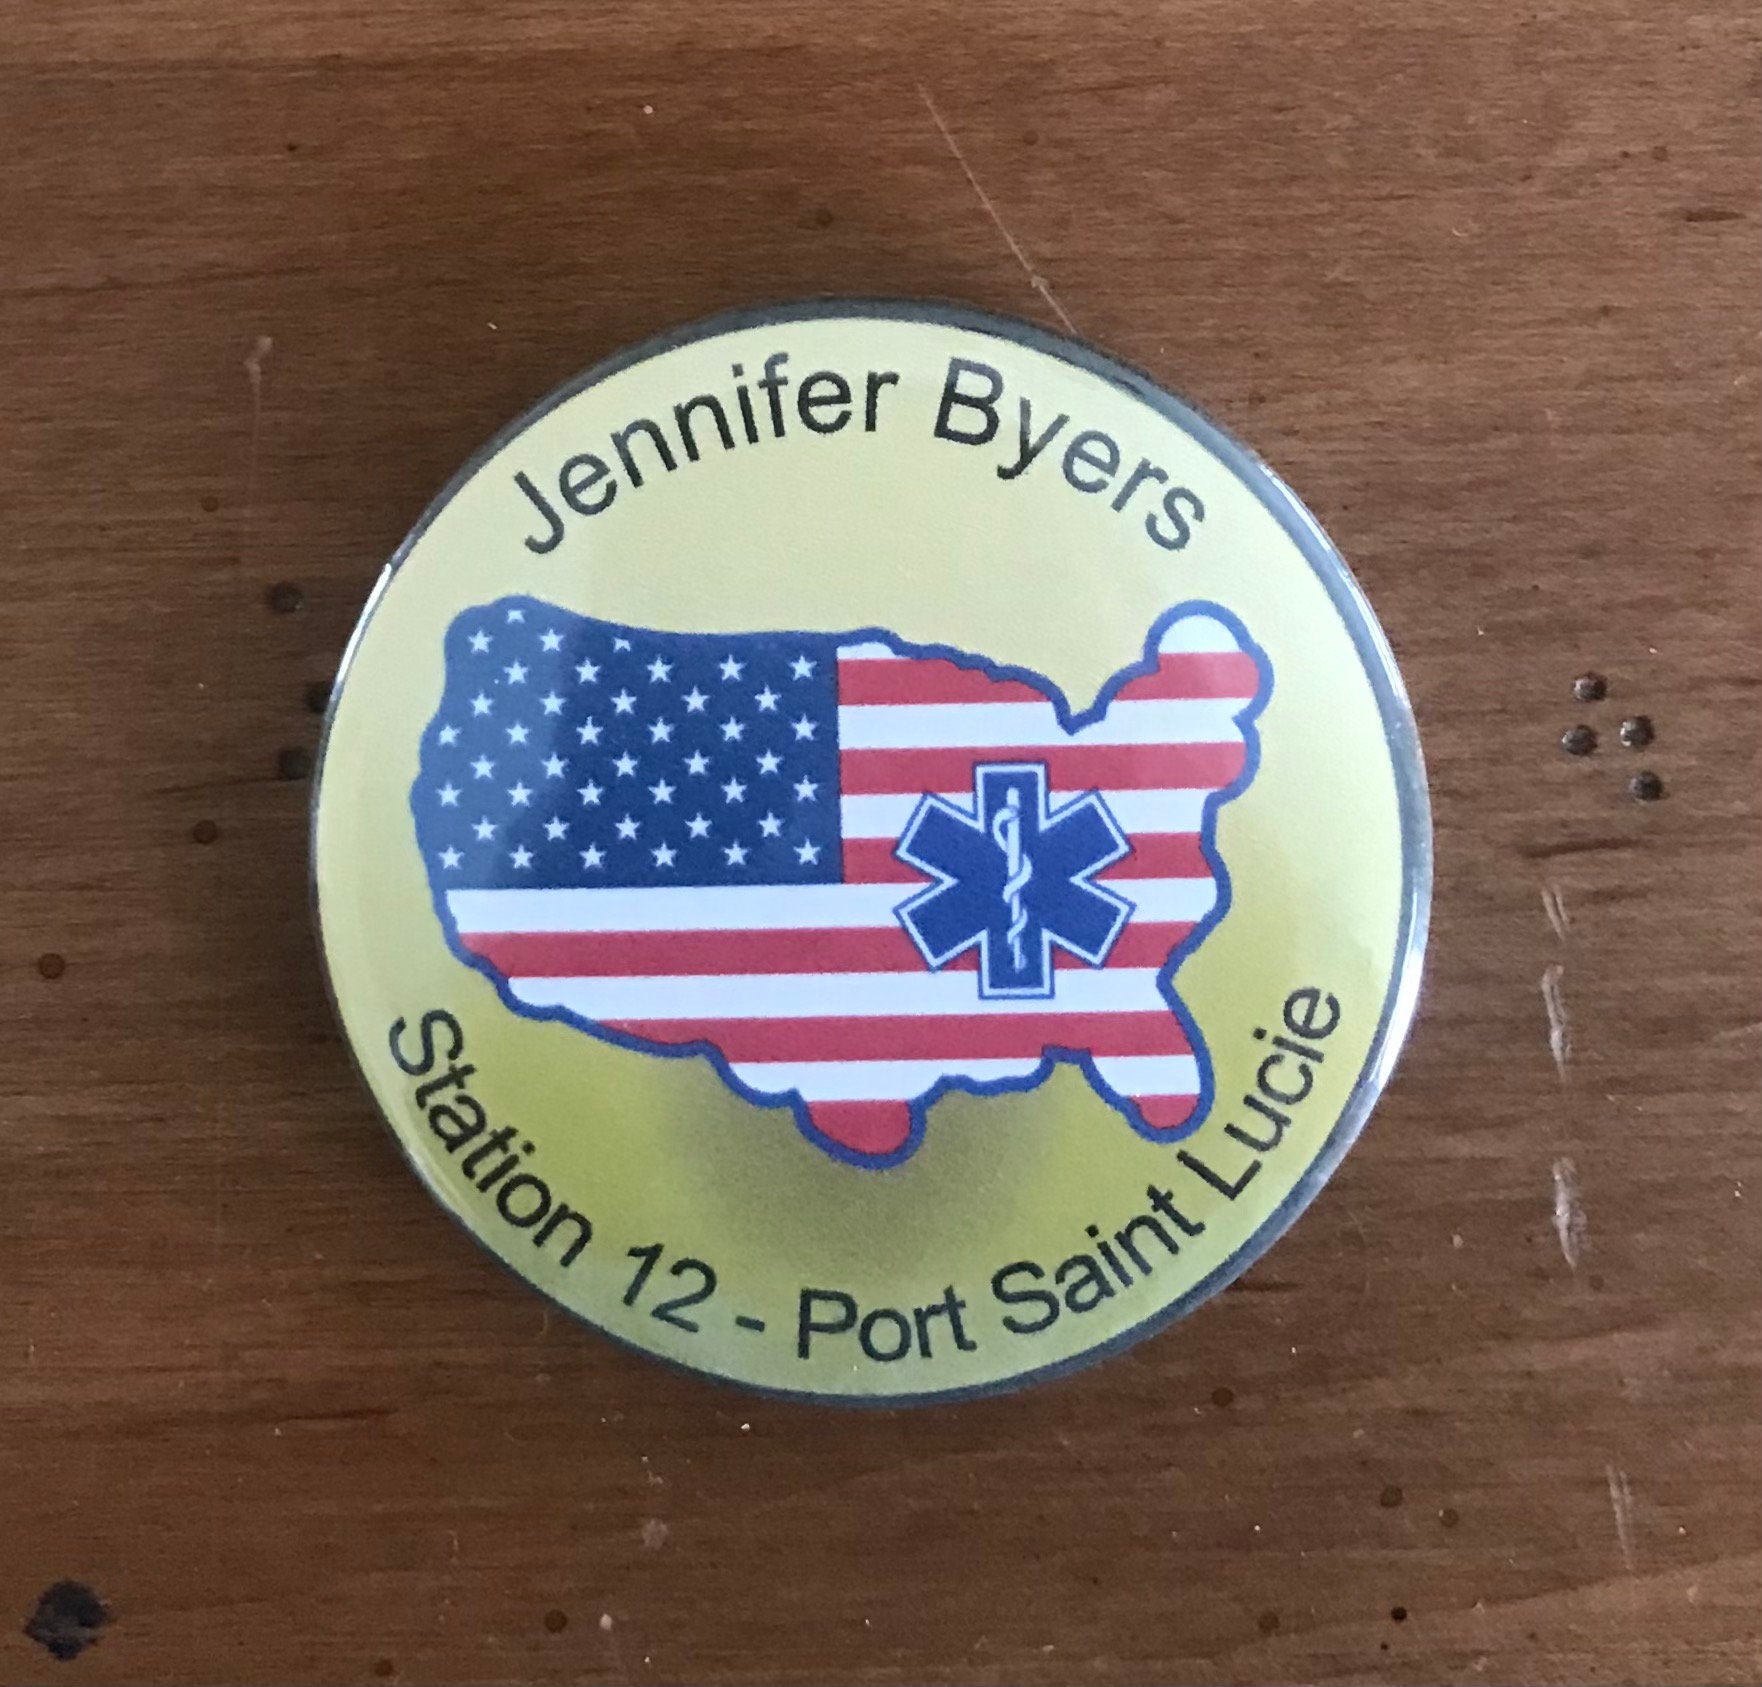 Jennifer Byers
Station 12 - Port Saint Lucie